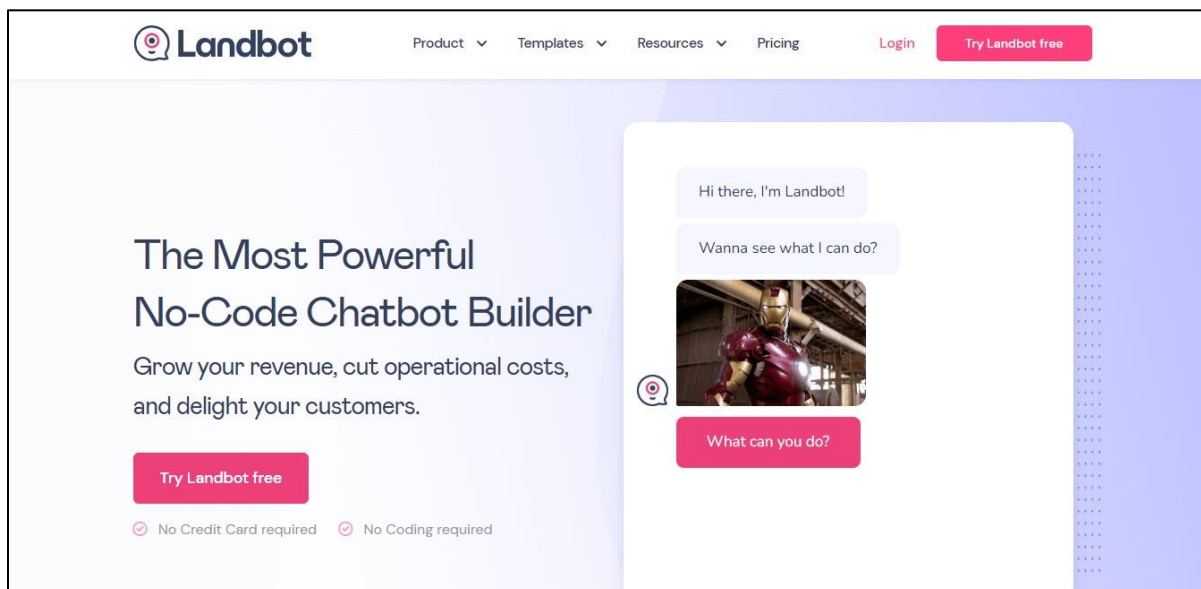 Landbot
Product
Templates
Resources
Pricing
Login
Try Landbot free
The Most Powerful
No-Code Chatbot Builder
Grow your revenue, cut operational costs,
and delight your customers.
Try Landbot free
No Credit Card required
No Coding required
Hi there, I'm Landbot!
Wanna see what I can do?
What can you do?